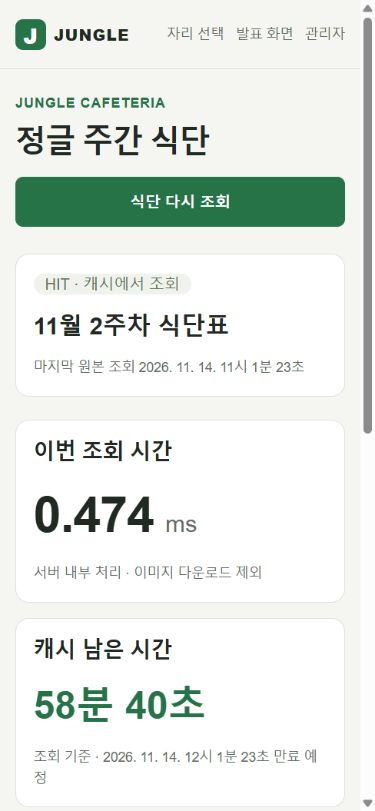 J JUNGLE 자리 선택 발표 화면 관리자
JUNGLE CAFETERIA
정글 주간 식단
식단 다시 조회
HIT · 캐시에서 조회
11월 2주차 식단표
마지막 원본 조회 2026. 11. 14. 11시 1분 23초
이번 조회 시간
0.474 ms
서버 내부 처리 · 이미지 다운로드 제외
캐시 남은 시간
58분 40초
조회 기준 · 2026. 11. 14. 12시 1분 23초 만료 예
정